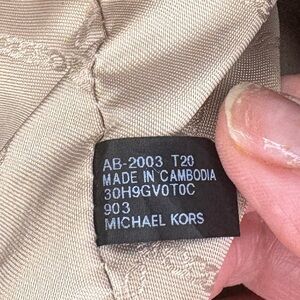 AB-2003 T20
MADE IN CAMBODIA
30H9GV0T0C
903
MICHAEL KORS